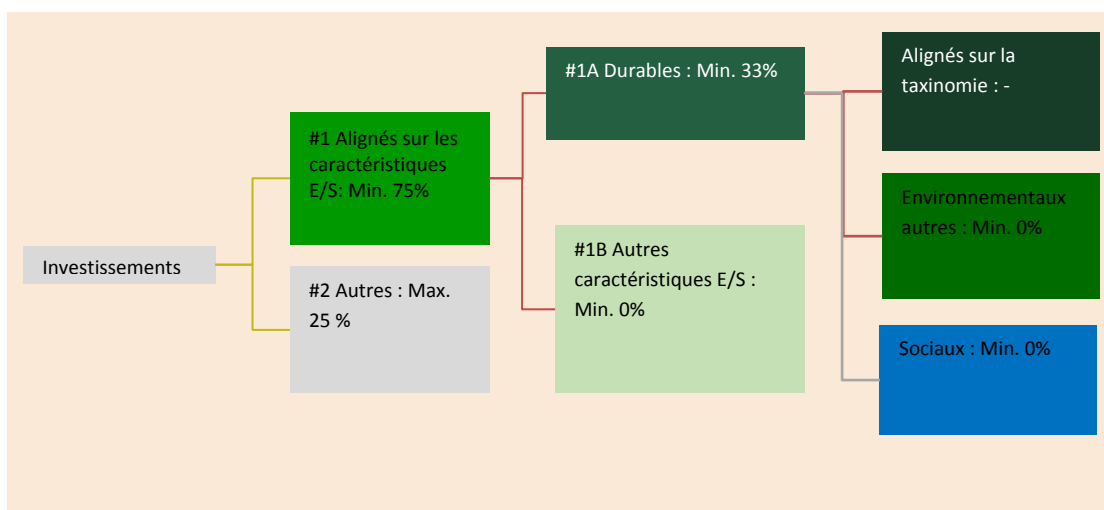 Investissements
#1 Alignés sur les
caractéristiques
E/S: Min. 75%
#2 Autres : Max.
25 %
#1A Durables : Min. 33%
#1B Autres
caractéristiques E/S :
Min. 0%
Alignés sur la
taxinomie : -
Environnementaux
autres : Min. 0%
Sociaux : Min. 0%